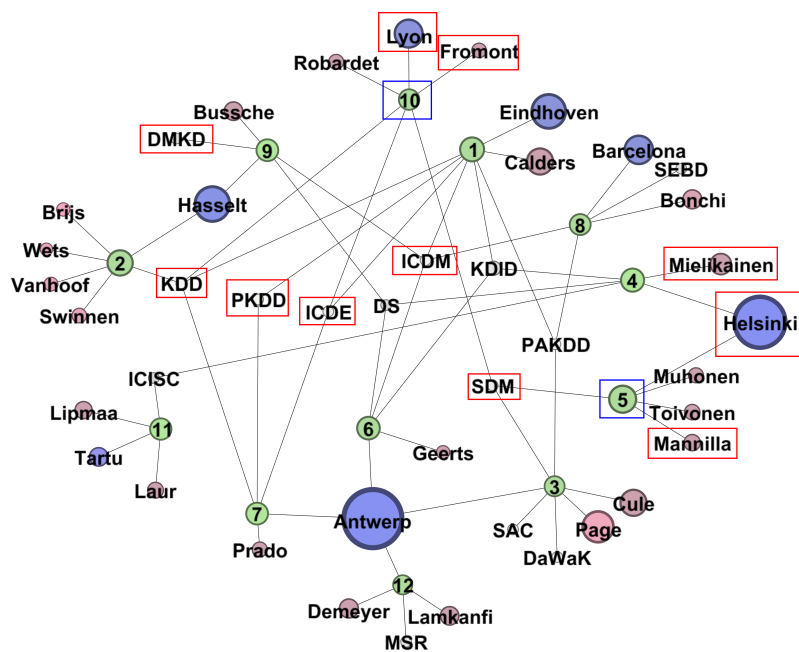 Lyon
Fromont
Robardet
10
Bussche
Eindhoven
DMKD
9
1
Calders
Barcelona
SEBD
Bonchi
Hasselt
Brijs
8
Wets
2
ICDM
KDID
Mielikainen
Vanhoof
KDD
4
PKDD
ICDE
DS
Swinnen
Helsinki
PAKDD
ICISC
SDM
Muhonen
5
Lipmaa
Toivonen
11
6
Mannilla
Tartu
Geerts
Laur
3
Cule
7
Antwerp
SAC
Page
Prado
DaWaK
12
Demeyer
Lamkanfi
MSR